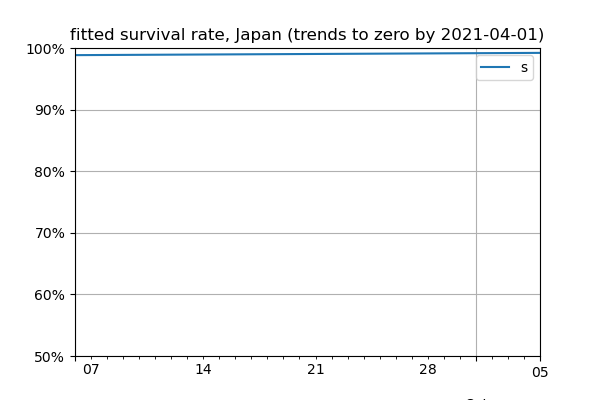 fitted survival rate, Japan (trends to zero by 2021-04-01)
100%
s
90%
80%
70%
60%
50%
07 14 21 28 05